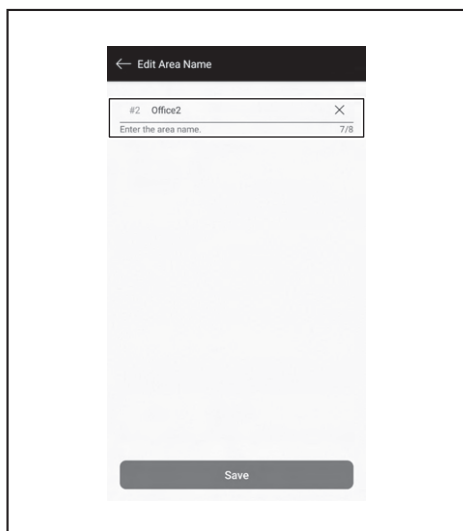 ← Edit Area Name
#2 Office2 ×
Enter the area name. 7/8
Save